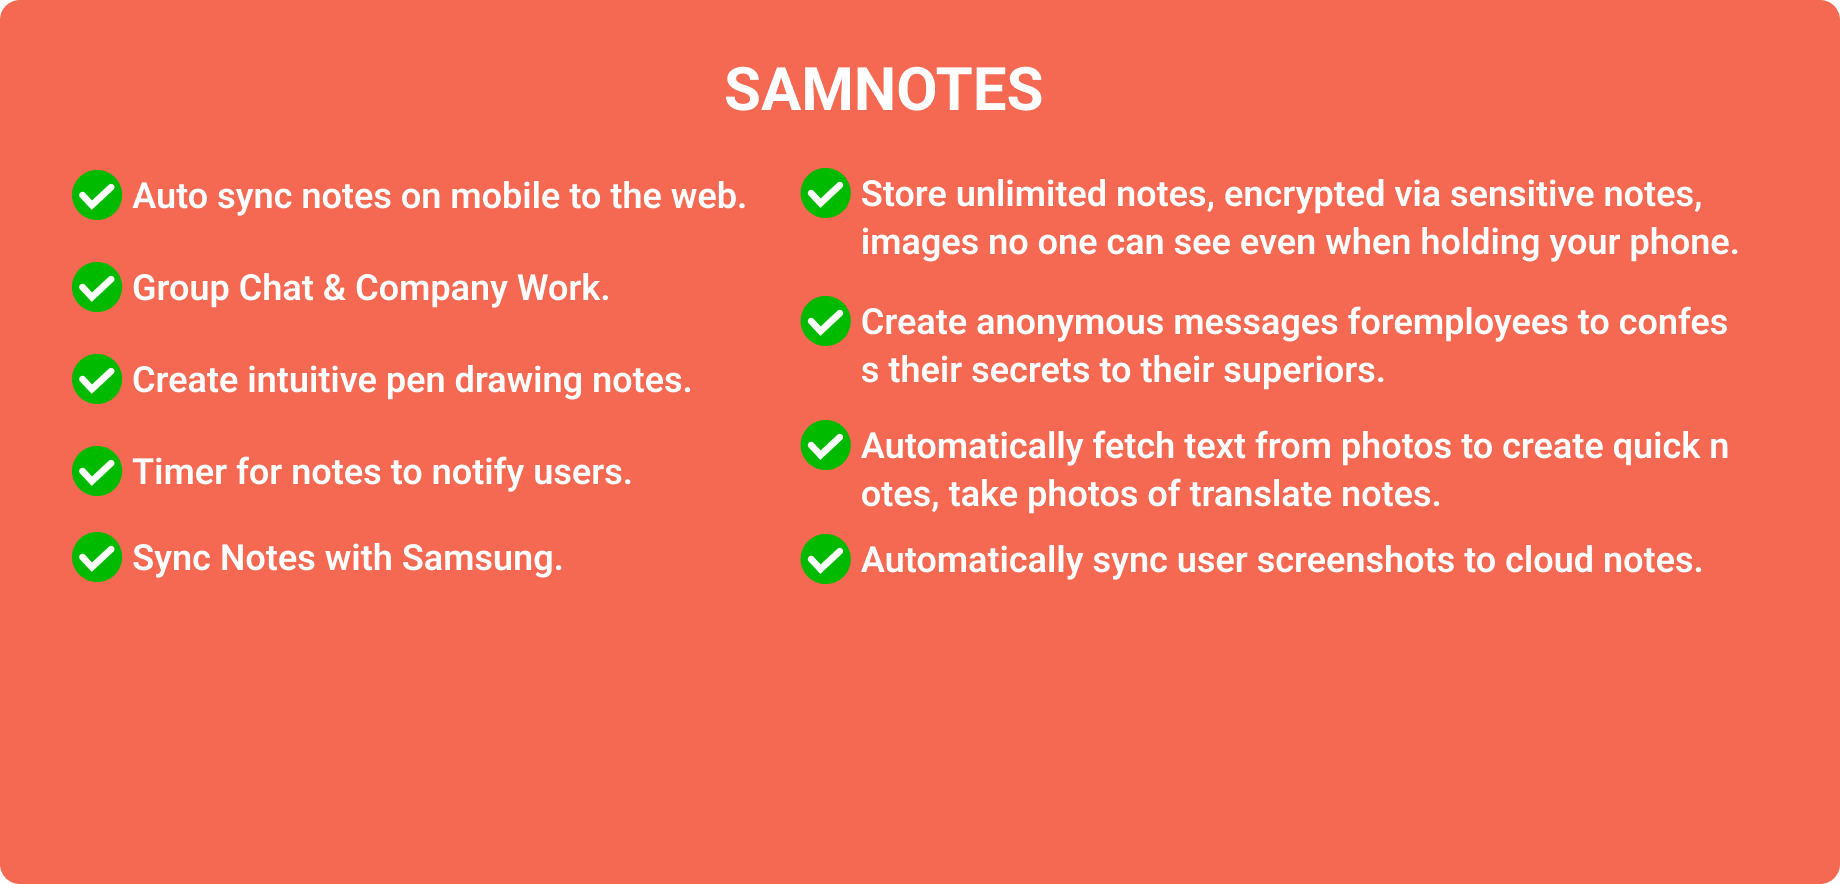 SAMNOTES
Auto sync notes on mobile to the web.
Group Chat & Company Work.
Create intuitive pen drawing notes.
Timer for notes to notify users.
Sync Notes with Samsung.
Store unlimited notes, encrypted via sensitive notes,
images no one can see even when holding your phone.
Create anonymous messages foremployees to confes
s their secrets to their superiors.
Automatically fetch text from photos to create quick n
otes, take photos of translate notes.
Automatically sync user screenshots to cloud notes.